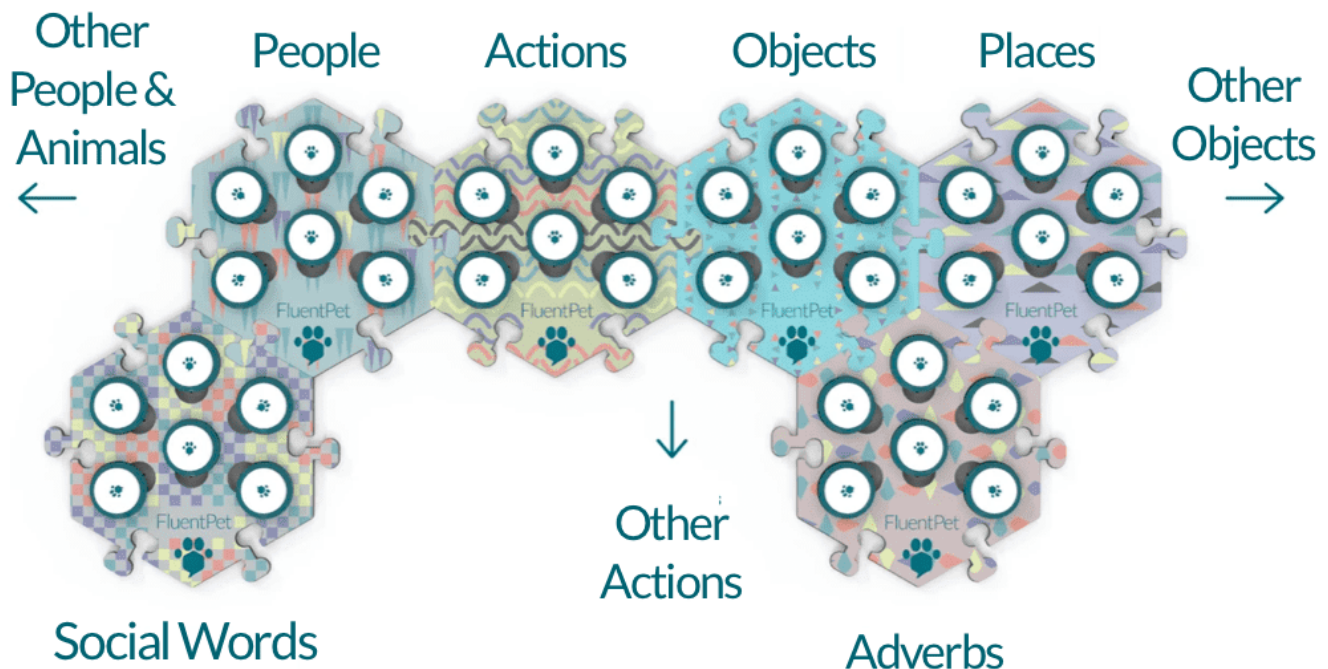 Other
People &
Animals
People
Actions
Objects
Places
Other
Objects
FluentPet
FluentPet
FluentPet
FluentPet
FluentPet
FluentPet
Other
Actions
Social Words
Adverbs